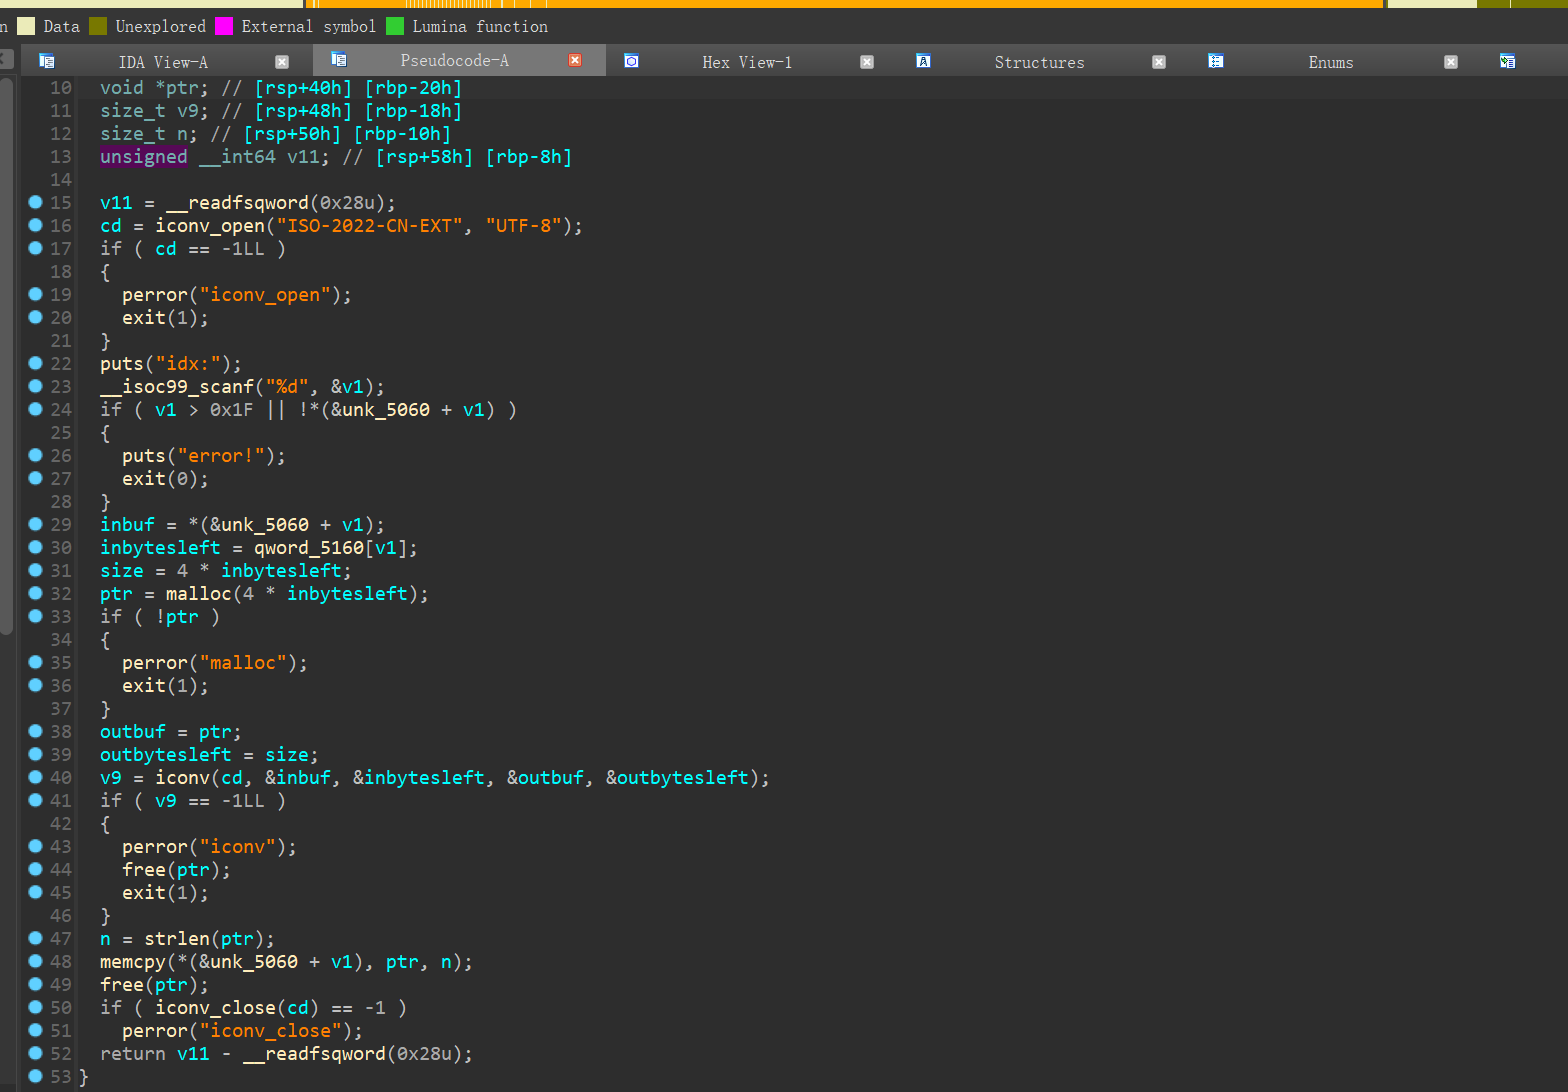 n Data Unexplored External symbol Lumina function
IDA View-A Pseudocode-A Hex View-1 Structures Enums
10 void *ptr; // [rsp+40h] [rbp-20h]
11 size_t v9; // [rsp+48h] [rbp-18h]
12 size_t n; // [rsp+50h] [rbp-10h]
13 unsigned __int64 v11; // [rsp+58h] [rbp-8h]
14
15 v11 = __readfsqword(0x28u);
16 cd = iconv_open("ISO-2022-CN-EXT", "UTF-8");
17 if ( cd == -1LL )
18 {
19 perror("iconv_open");
20 exit(1);
21 }
22 puts("idx:");
23 __isoc99_scanf("%d", &v1);
24 if ( v1 > 0x1F || !*(&unk_5060 + v1) )
25 {
26 puts("error!");
27 exit(0);
28 }
29 inbuf = *(&unk_5060 + v1);
30 inbytesleft = qword_5160[v1];
31 size = 4 * inbytesleft;
32 ptr = malloc(4 * inbytesleft);
33 if ( !ptr )
34 {
35 perror("malloc");
36 exit(1);
37 }
38 outbuf = ptr;
39 outbytesleft = size;
40 v9 = iconv(cd, &inbuf, &inbytesleft, &outbuf, &outbytesleft);
41 if ( v9 == -1LL )
42 {
43 perror("iconv");
44 free(ptr);
45 exit(1);
46 }
47 n = strlen(ptr);
48 memcpy(*(&unk_5060 + v1), ptr, n);
49 free(ptr);
50 if ( iconv_close(cd) == -1 )
51 perror("iconv_close");
52 return v11 - __readfsqword(0x28u);
53 }